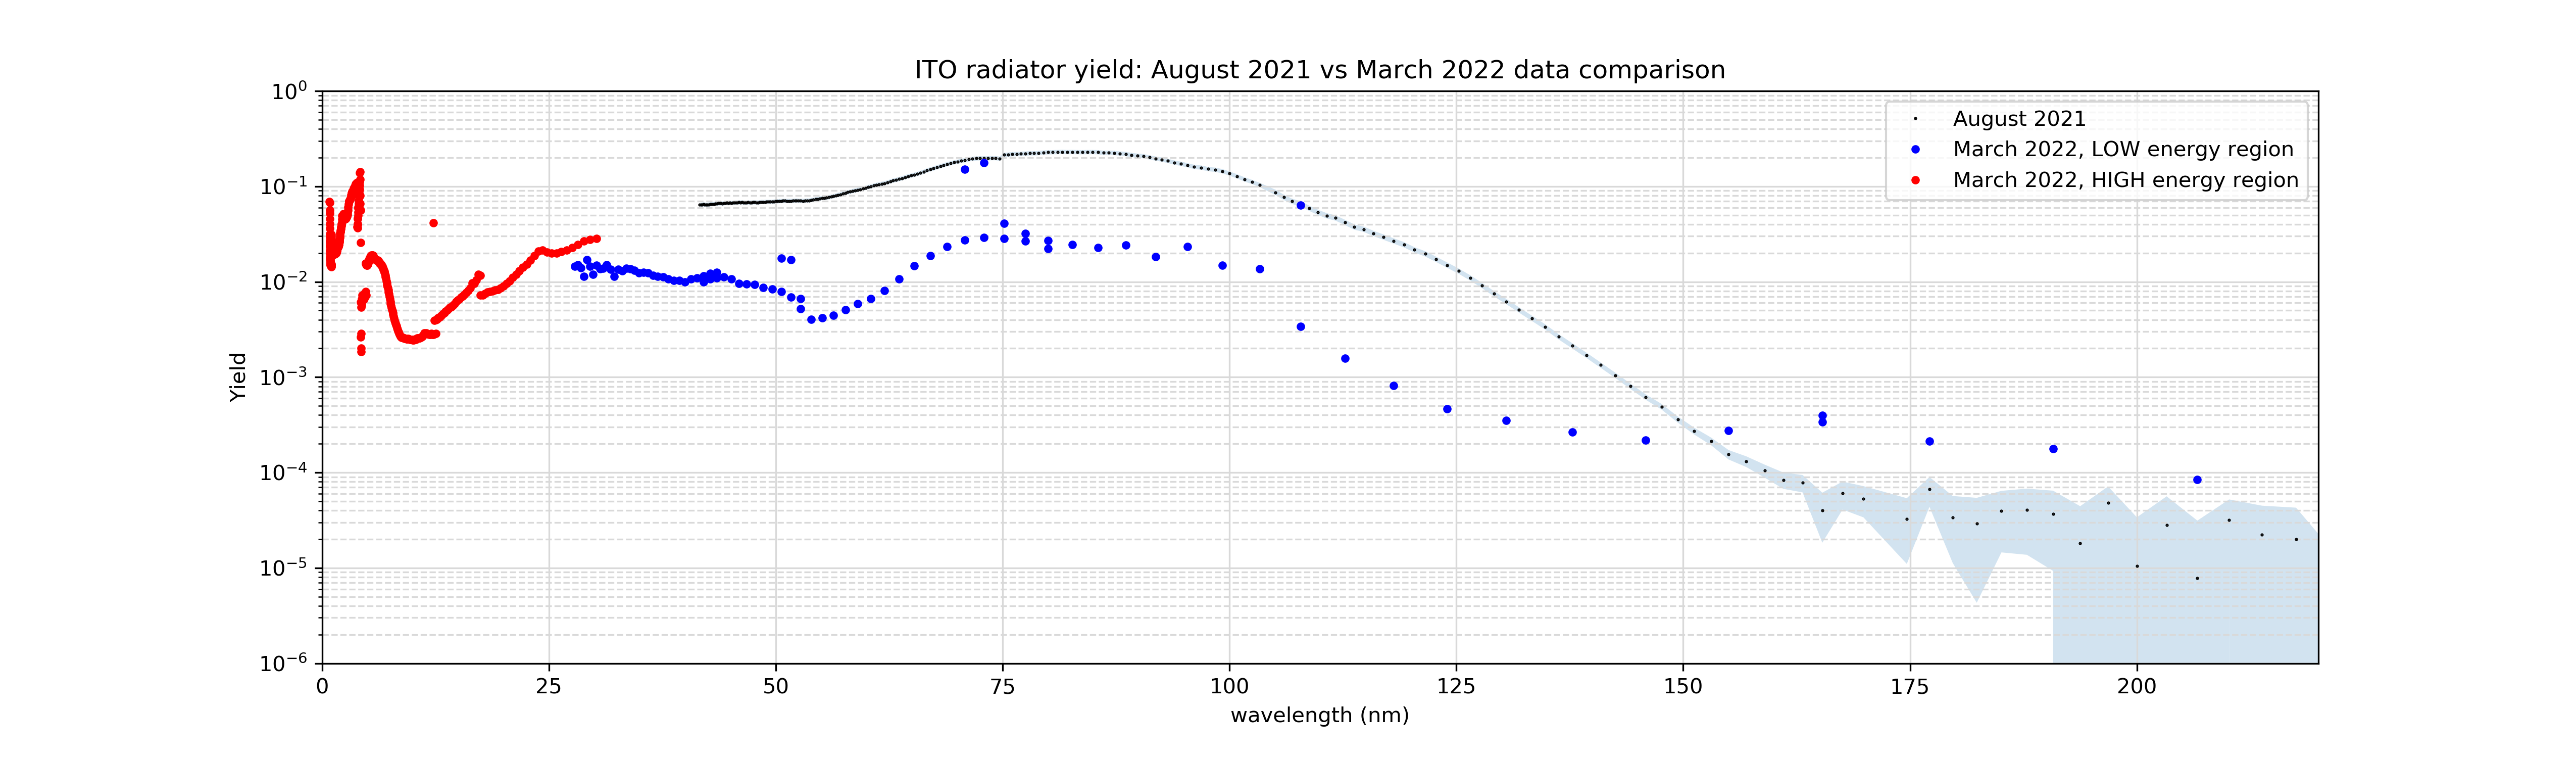 ITO radiator yield: August 2021 vs March 2022 data comparison
10⁰
10⁻¹
10⁻²
10⁻³
10⁻⁴
10⁻⁵
10⁻⁶
Yield
August 2021
March 2022, LOW energy region
March 2022, HIGH energy region
0 25 50 75 100 125 150 175 200
wavelength (nm)